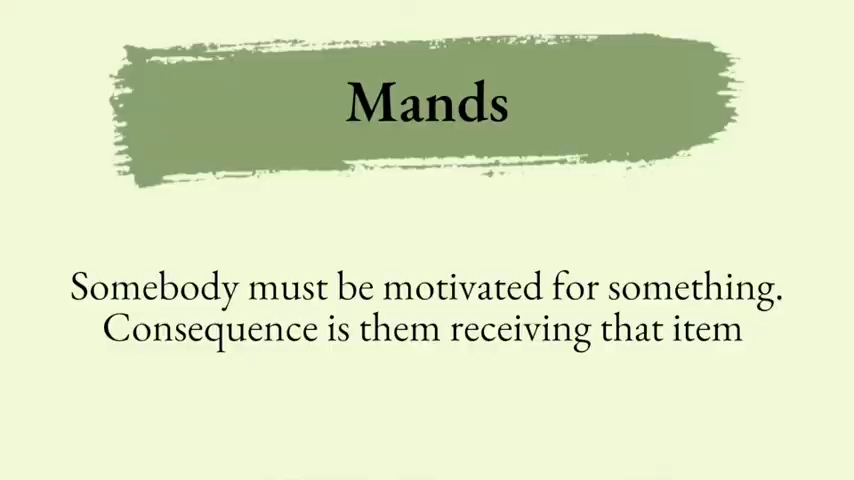 Mands
Somebody must be motivated for something.
Consequence is them receiving that item